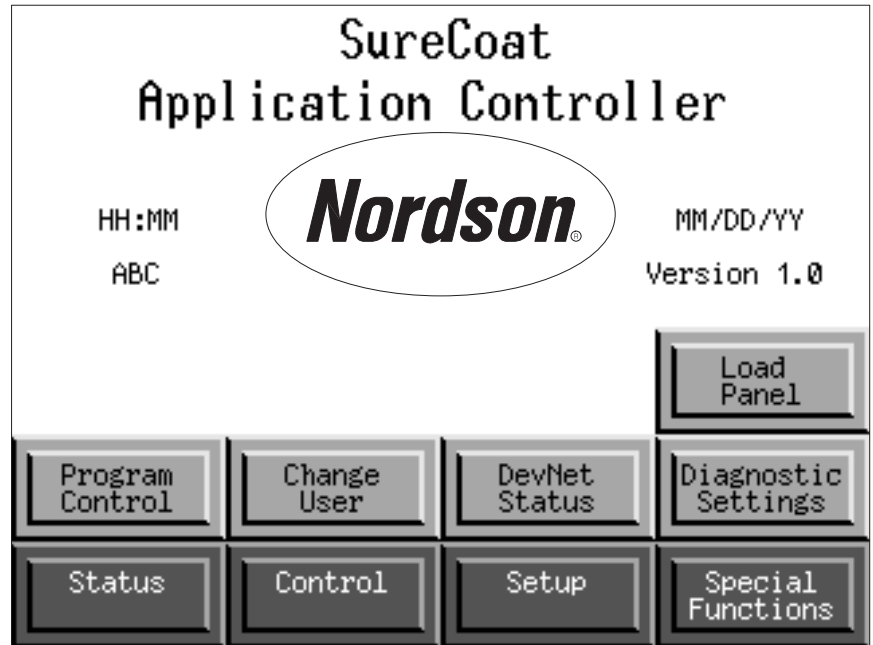 SureCoat
Application Controller
Nordson®
HH:MM
MM/DD/YY
ABC
Version 1.0
Load
Panel
Program
Control
Change
User
DevNet
Status
Diagnostic
Settings
Status
Control
Setup
Special
Functions